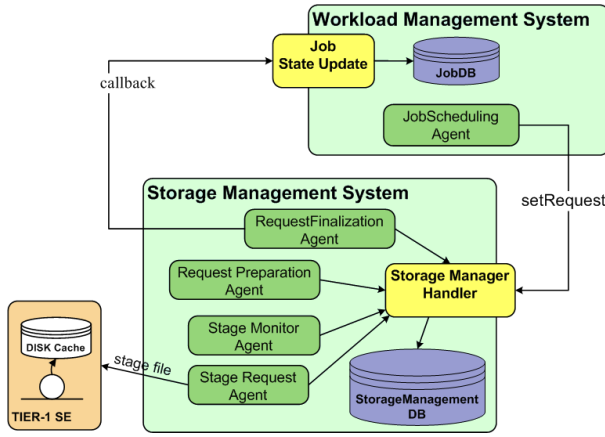 Workload Management System
Job
State Update
JobDB
callback
JobScheduling
Agent
Storage Management System
setRequest
RequestFinalization
Agent
Request Preparation
Agent
Storage Manager
Handler
Stage Monitor
Agent
DISK Cache
stage file
Stage Request
Agent
StorageManagement
DB
TIER-1 SE